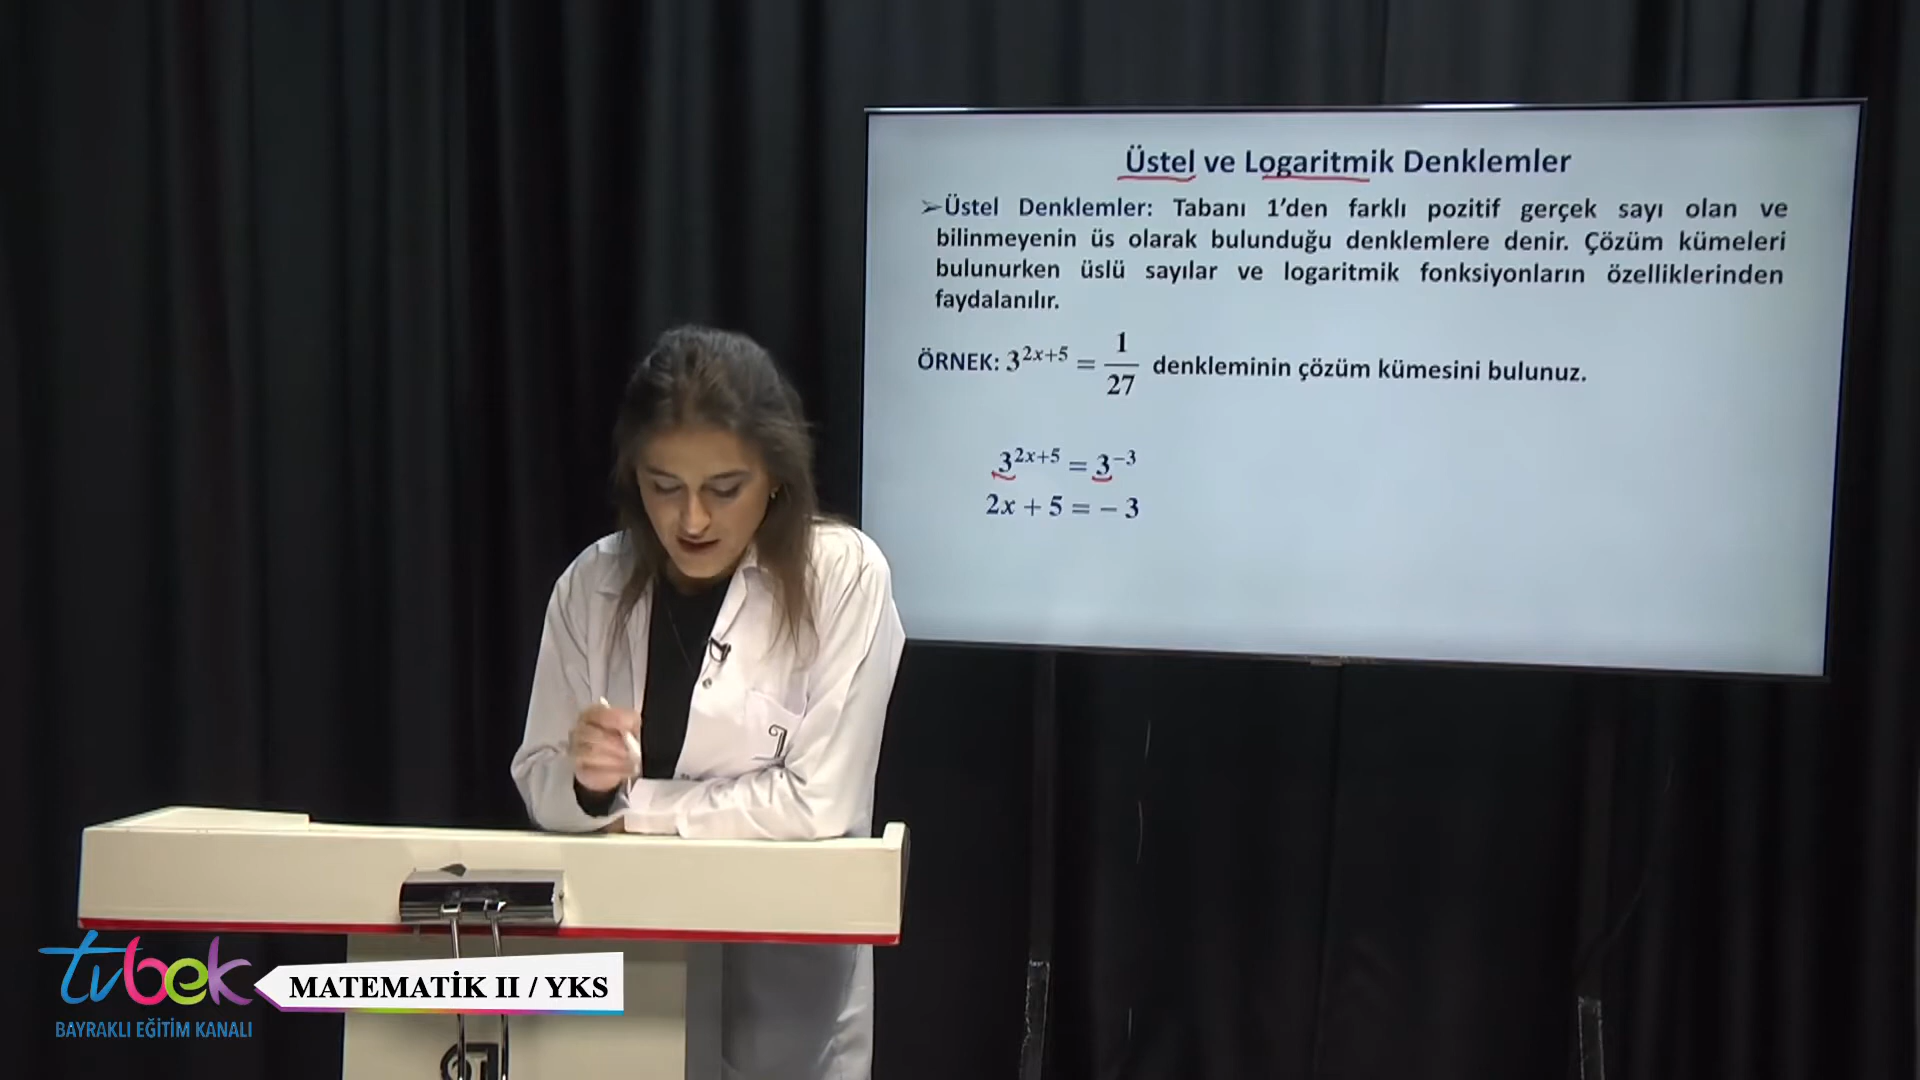 Üstel ve Logaritmik Denklemler
➢Üstel Denklemler: Tabanı 1’den farklı pozitif gerçek sayı olan ve
bilinmeyenin üs olarak bulunduğu denklemlere denir. Çözüm kümeleri
bulunurken üslü sayılar ve logaritmik fonksiyonların özelliklerinden
faydalanılır.
ÖRNEK: 3^{2x+5} = 1/27 denkleminin çözüm kümesini bulunuz.
3^{2x+5} = 3^{-3}
2x + 5 = - 3
tvbek
BAYRAKLI EĞİTİM KANALI
MATEMATİK II / YKS